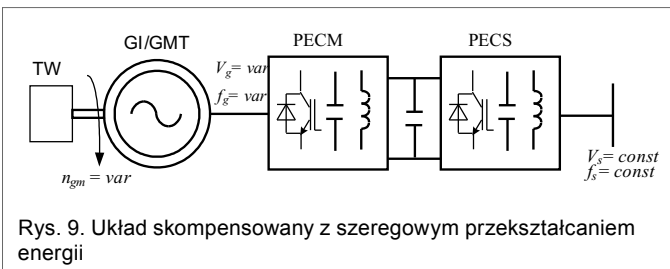 GI/GMT
PECM
PECS
TW
V_g= var
f_g= var
n_gm = var
V_s= const
f_s= const
Rys. 9. Układ skompensowany z szeregowym przekształcaniem
energii